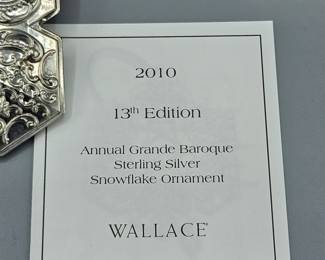 2010
13th Edition
Annual Grande Baroque
Sterling Silver
Snowflake Ornament
WALLACE®